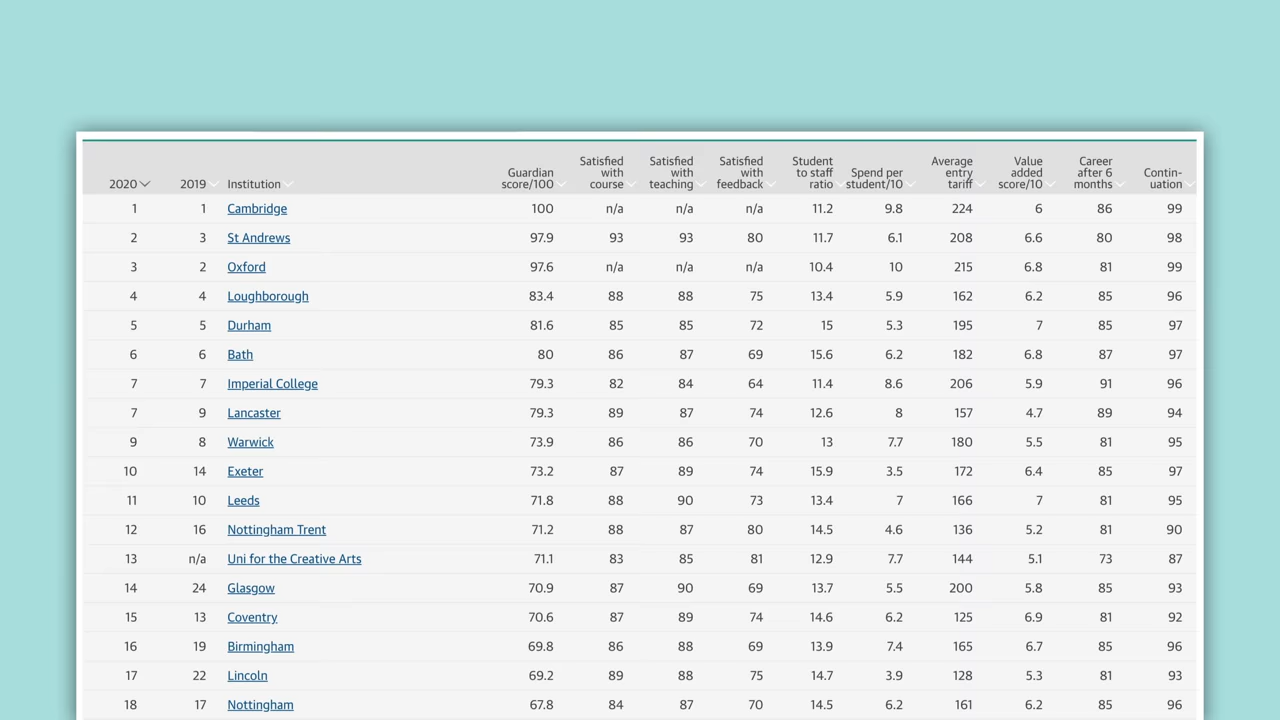 2020 2019 Institution Guardian score/100 Satisfied with course Satisfied with teaching Satisfied with feedback Student to staff ratio Spend per student/10 Average entry tariff Value added score/10 Career after 6 months Contin-uation
1 1 Cambridge 100 n/a n/a n/a 11.2 9.8 224 6 86 99
2 3 St Andrews 97.9 93 93 80 11.7 6.1 208 6.6 80 98
3 2 Oxford 97.6 n/a n/a n/a 10.4 10 215 6.8 81 99
4 4 Loughborough 83.4 88 88 75 13.4 5.9 162 6.2 85 96
5 5 Durham 81.6 85 85 72 15 5.3 195 7 85 97
6 6 Bath 80 86 87 69 15.6 6.2 182 6.8 87 97
7 7 Imperial College 79.3 82 84 64 11.4 8.6 206 5.9 91 96
7 9 Lancaster 79.3 89 87 74 12.6 8 157 4.7 89 94
9 8 Warwick 73.9 86 86 70 13 7.7 180 5.5 81 95
10 14 Exeter 73.2 87 89 74 15.9 3.5 172 6.4 85 97
11 10 Leeds 71.8 88 90 73 13.4 7 166 7 81 95
12 16 Nottingham Trent 71.2 88 87 80 14.5 4.6 136 5.2 81 90
13 n/a Uni for the Creative Arts 71.1 83 85 81 12.9 7.7 144 5.1 73 87
14 24 Glasgow 70.9 87 90 69 13.7 5.5 200 5.8 85 93
15 13 Coventry 70.6 87 89 74 14.6 6.2 125 6.9 81 92
16 19 Birmingham 69.8 86 88 69 13.9 7.4 165 6.7 85 96
17 22 Lincoln 69.2 89 88 75 14.7 3.9 128 5.3 81 93
18 17 Nottingham 67.8 84 87 70 14.5 6.2 161 6.2 85 96